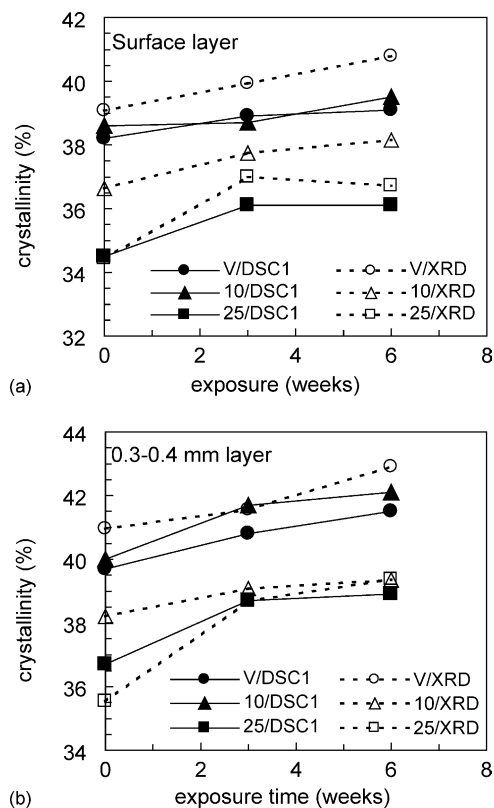 42
40
38
36
34
32
Surface layer
crystallinity (%)
V/DSC1
10/DSC1
25/DSC1
V/XRD
10/XRD
25/XRD
0 2 4 6 8
(a)
exposure (weeks)
44
42
40
38
36
34
0.3-0.4 mm layer
crystallinity (%)
V/DSC1
10/DSC1
25/DSC1
V/XRD
10/XRD
25/XRD
0 2 4 6 8
(b)
exposure time (weeks)